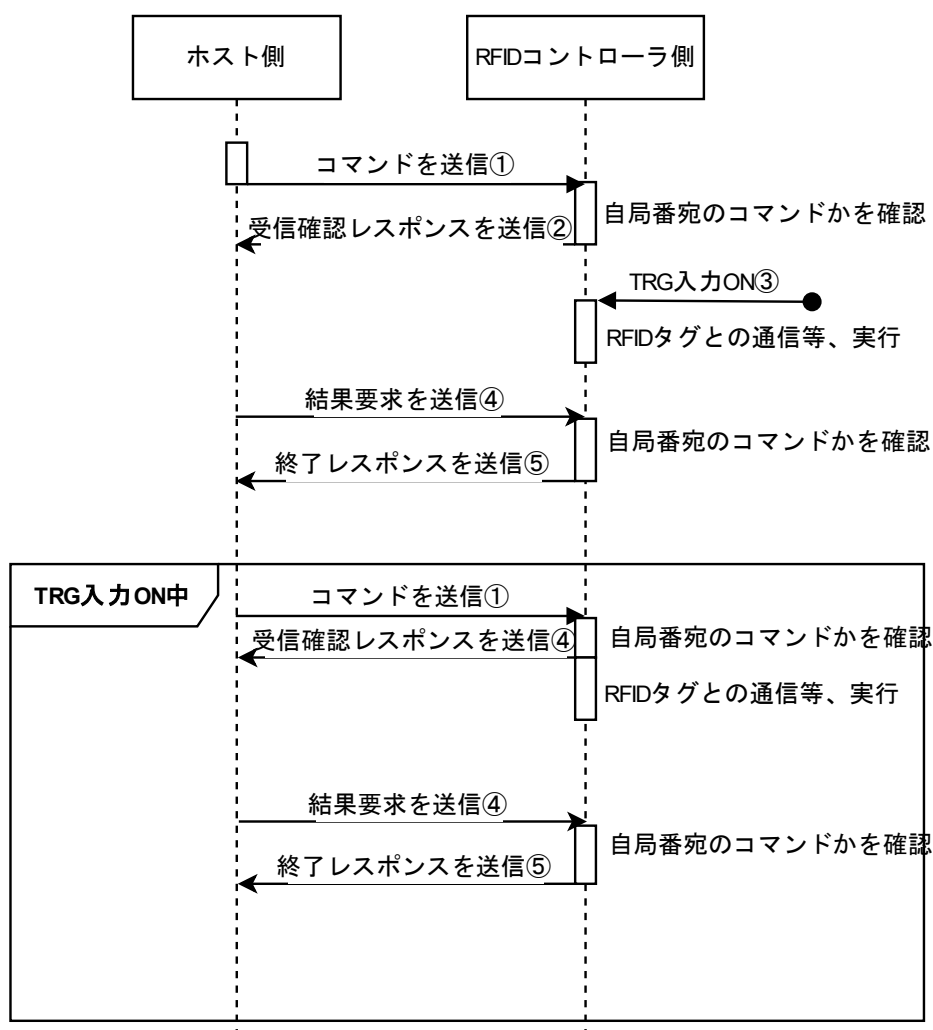 ホスト側
RFIDコントローラ側
コマンドを送信①
自局番宛のコマンドかを確認
受信確認レスポンスを送信②
TRG入力ON③
RFIDタグとの通信等、実行
結果要求を送信④
自局番宛のコマンドかを確認
終了レスポンスを送信⑤
TRG入力ON中
コマンドを送信①
自局番宛のコマンドかを確認
受信確認レスポンスを送信④
RFIDタグとの通信等、実行
結果要求を送信④
自局番宛のコマンドかを確認
終了レスポンスを送信⑤